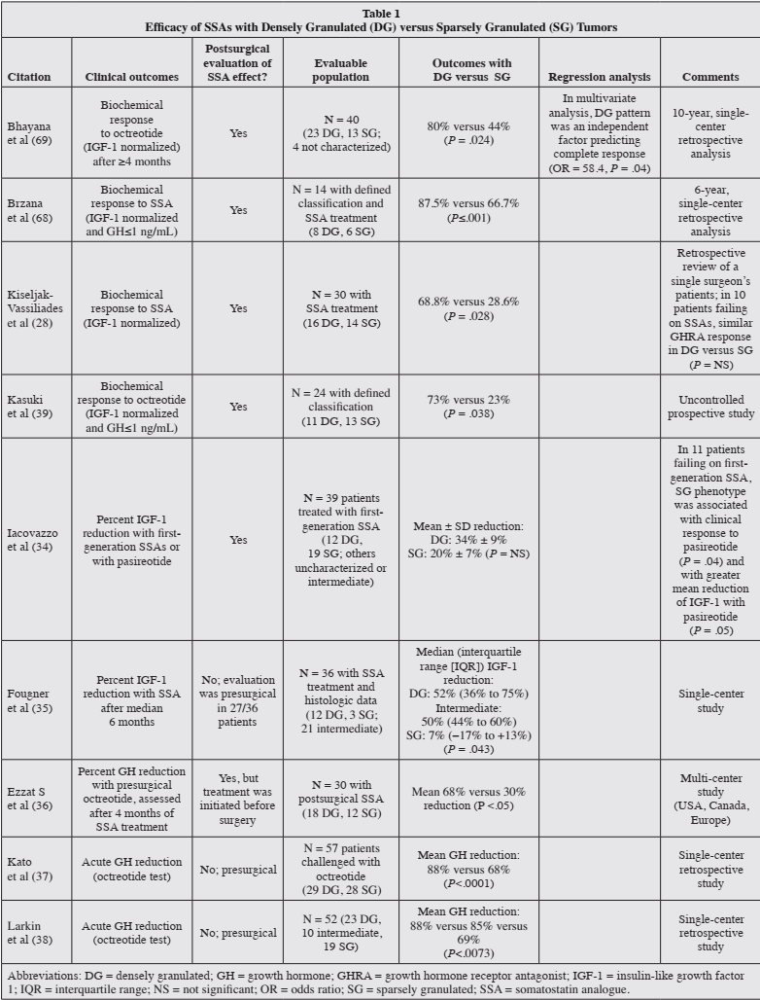 Table 1
Efficacy of SSAs with Densely Granulated (DG) versus Sparsely Granulated (SG) Tumors
Citation
Clinical outcomes
Postsurgical
evaluation of
SSA effect?
Evaluable
population
Outcomes with
DG versus SG
Regression analysis
Comments
Bhayana
et al (69)
Biochemical
response
to octreotide
(IGF-1 normalized)
after ≥4 months
Yes
N = 40
(23 DG, 13 SG;
4 not characterized)
80% versus 44%
(P = .024)
In multivariate
analysis, DG pattern
was an independent
factor predicting
complete response
(OR = 58.4, P = .04)
10-year, single-
center
retrospective
analysis
Brzana
et al (68)
Biochemical
response to SSA
(IGF-1 normalized
and GH≤1 ng/mL)
Yes
N = 14 with defined
classification and
SSA treatment
(8 DG, 6 SG)
87.5% versus 66.7%
(P≤.001)
6-year,
single-center
retrospective
analysis
Kiseljak-
Vassiliades
et al (28)
Biochemical
response to SSA
(IGF-1 normalized)
Yes
N = 30 with
SSA treatment
(16 DG, 14 SG)
68.8% versus 28.6%
(P = .028)
Retrospective
review of a
single surgeon’s
patients; in 10
patients failing
on SSAs, similar
GHRA response
in DG versus SG
(P = NS)
Kasuki
et al (39)
Biochemical
response to octreotide
(IGF-1 normalized
and GH≤1 ng/mL)
Yes
N = 24 with defined
classification
(11 DG, 13 SG)
73% versus 23%
(P = .038)
Uncontrolled
prospective study
Iacovazzo
et al (34)
Percent IGF-1
reduction with first-
generation SSAs or
with pasireotide
Yes
N = 39 patients
treated with first-
generation SSA
(12 DG,
19 SG; others
uncharacterized or
intermediate)
Mean ± SD reduction:
DG: 34% ± 9%
SG: 20% ± 7% (P = NS)
In 11 patients
failing on first-
generation SSA,
SG phenotype
was associated
with clinical
response to
pasireotide
(P = .04) and
with greater
mean reduction
of IGF-1 with
pasireotide
(P = .05)
Fougner
et al (35)
Percent IGF-1
reduction with SSA
after median
6 months
No; evaluation
was presurgical
in 27/36
patients
N = 36 with SSA
treatment and
histologic data
(12 DG, 3 SG;
21 intermediate)
Median (interquartile
range [IQR]) IGF-1
reduction:
DG: 52% (36% to 75%)
Intermediate:
50% (44% to 60%)
SG: 7% (−17% to +13%)
(P = .043)
Single-center
study
Ezzat S
et al (36)
Percent GH reduction
with presurgical
octreotide, assessed
after 4 months of
SSA treatment
Yes, but
treatment was
initiated before
surgery
N = 30 with
postsurgical SSA
(18 DG, 12 SG)
Mean 68% versus 30%
reduction (P <.05)
Multi-center
study
(USA, Canada,
Europe)
Kato
et al (37)
Acute GH reduction
(octreotide test)
No; presurgical
N = 57 patients
challenged with
octreotide
(29 DG, 28 SG)
Mean GH reduction:
88% versus 68%
(P<.0001)
Single-center
retrospective
study
Larkin
et al (38)
Acute GH reduction
(octreotide test)
No; presurgical
N = 52 (23 DG,
10 intermediate,
19 SG)
Mean GH reduction:
88% versus 85% versus
69%
(P<.0073)
Single-center
retrospective
study
Abbreviations: DG = densely granulated; GH = growth hormone; GHRA = growth hormone receptor antagonist; IGF-1 = insulin-like growth factor
1; IQR = interquartile range; NS = not significant; OR = odds ratio; SG = sparsely granulated; SSA = somatostatin analogue.